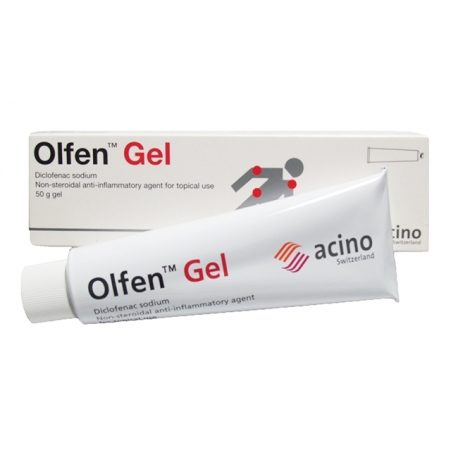 Olfen™ Gel
Diclofenac sodium
Non-steroidal anti-inflammatory agent for topical use
50 g gel
acino
Switzerland
Olfen™ Gel
Diclofenac sodium
Non steroidal anti-inflammatory agent
acino
Switzerland